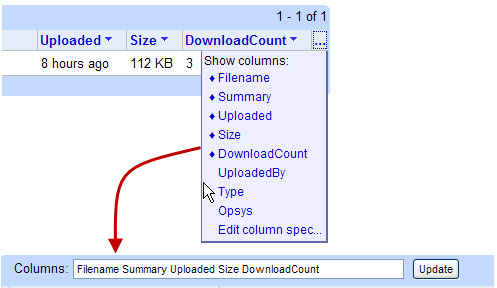 1 - 1 of 1
Uploaded Size DownloadCount ...
8 hours ago 112 KB 3
Show columns:
♦ Filename
♦ Summary
♦ Uploaded
♦ Size
♦ DownloadCount
UploadedBy
Type
Opsys
Edit column spec...
Columns: Filename Summary Uploaded Size DownloadCount Update